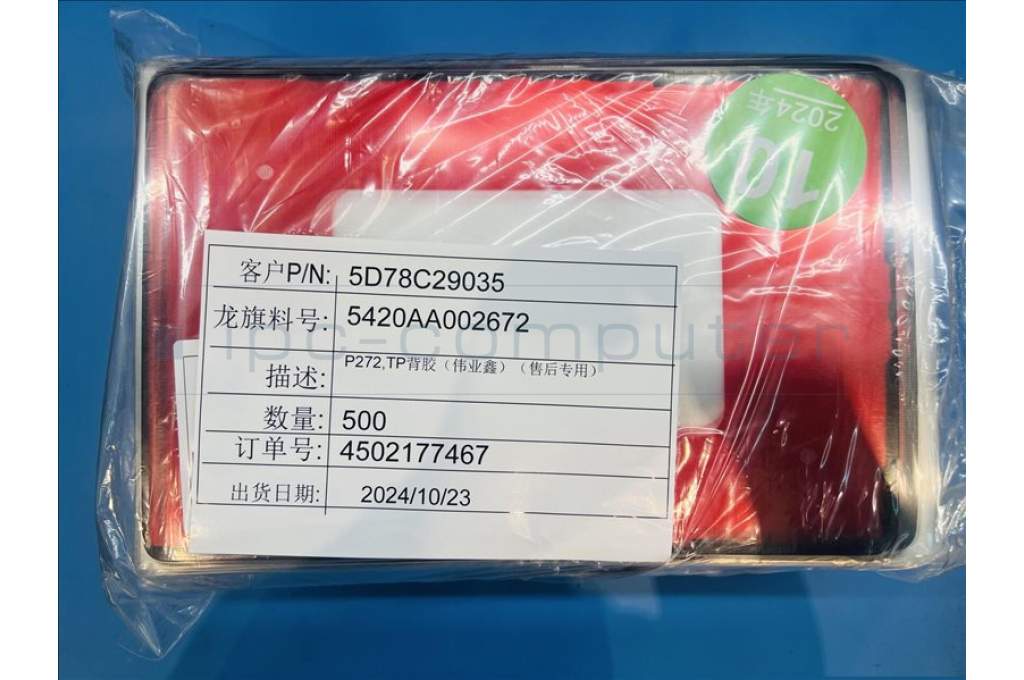 2024年
10
客户P/N: 5D78C29035
龙旗料号: 5420AA002672
ipc-computer
描述: P272,TP背胶（伟业鑫）（售后专用）
数量: 500
订单号: 4502177467
出货日期: 2024/10/23